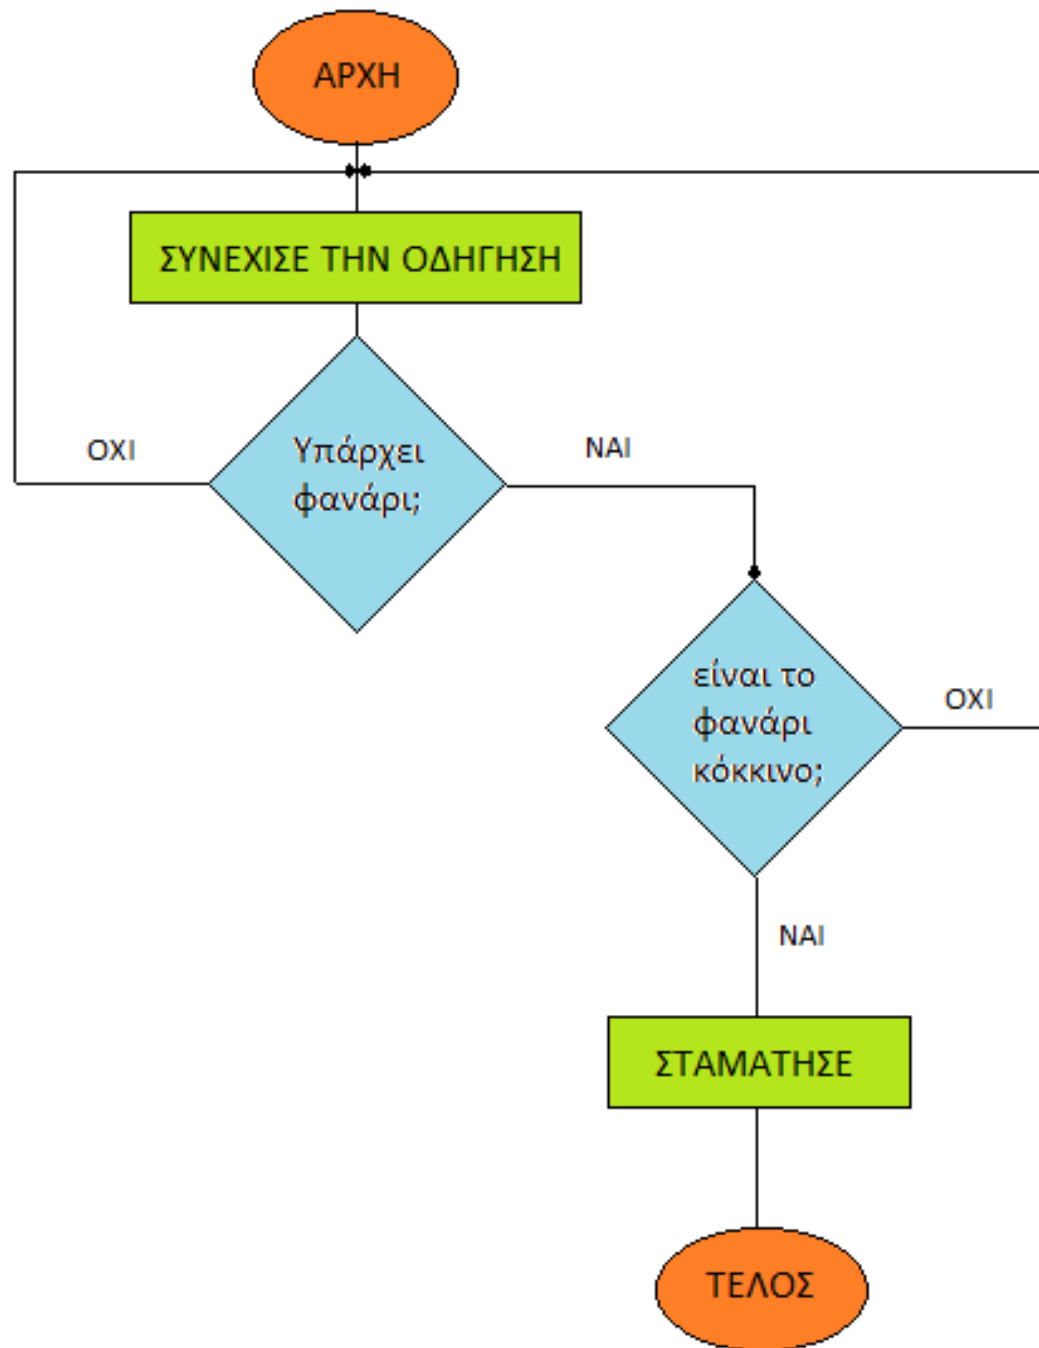 ΑΡΧΗ
ΣΥΝΕΧΙΣΕ ΤΗΝ ΟΔΗΓΗΣΗ
ΟΧΙ
Υπάρχει
φανάρι;
ΝΑΙ
είναι το
φανάρι
κόκκινο;
ΟΧΙ
ΝΑΙ
ΣΤΑΜΑΤΗΣΕ
ΤΕΛΟΣ